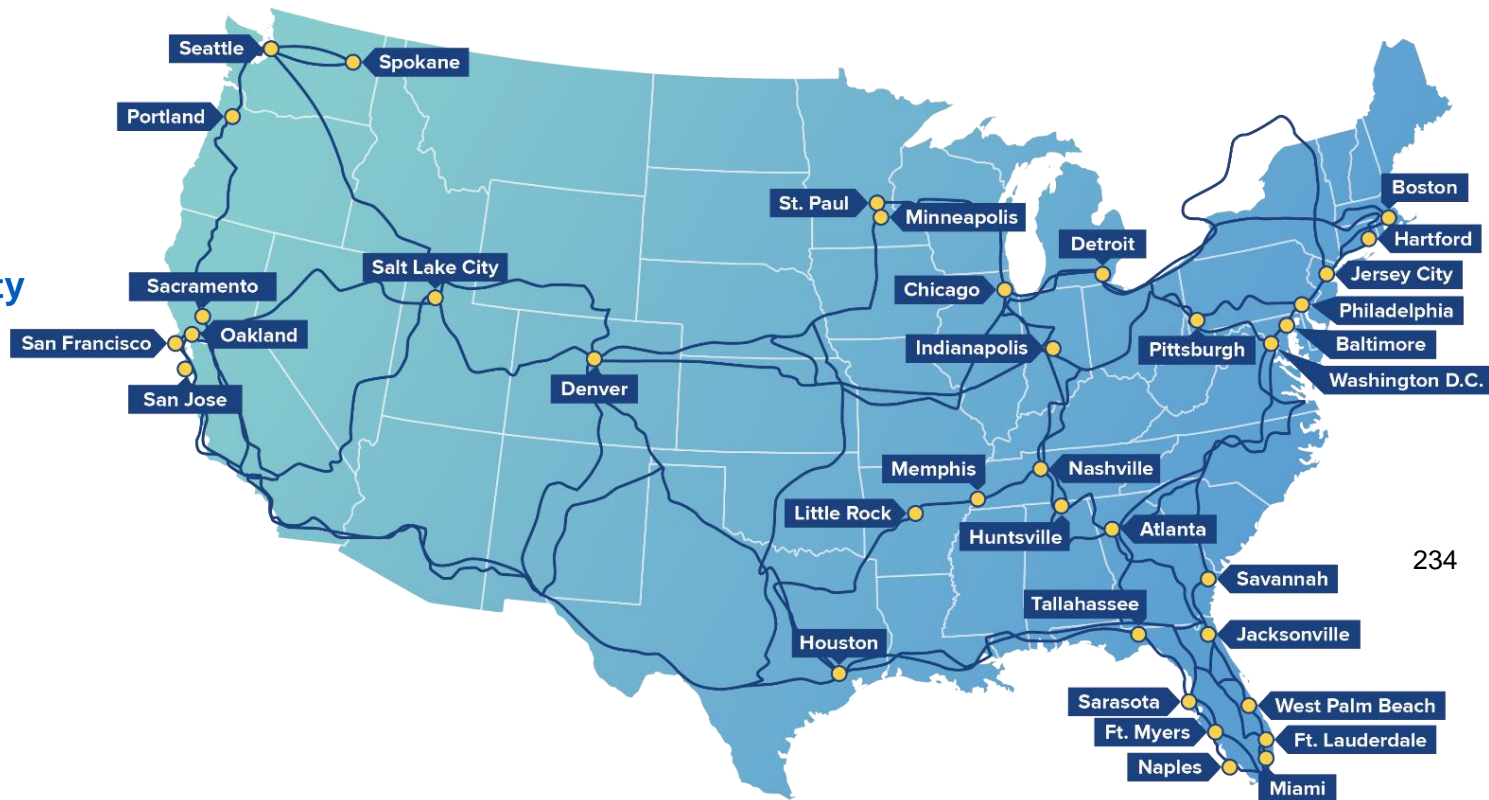 Seattle
Spokane
Portland
St. Paul
Minneapolis
Boston
Hartford
Detroit
Jersey City
Salt Lake City
ty
Sacramento
Chicago
Philadelphia
San Francisco
Oakland
Indianapolis
Pittsburgh
Baltimore
Washington D.C.
San Jose
Denver
Memphis
Nashville
Little Rock
Huntsville
Atlanta
234
Savannah
Tallahassee
Houston
Jacksonville
Sarasota
West Palm Beach
Ft. Myers
Ft. Lauderdale
Naples
Miami